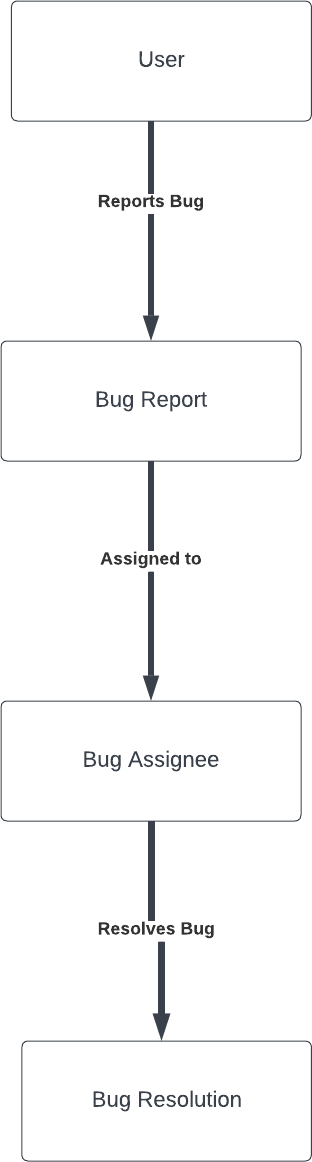 User
Reports Bug
Bug Report
Assigned to
Bug Assignee
Resolves Bug
Bug Resolution